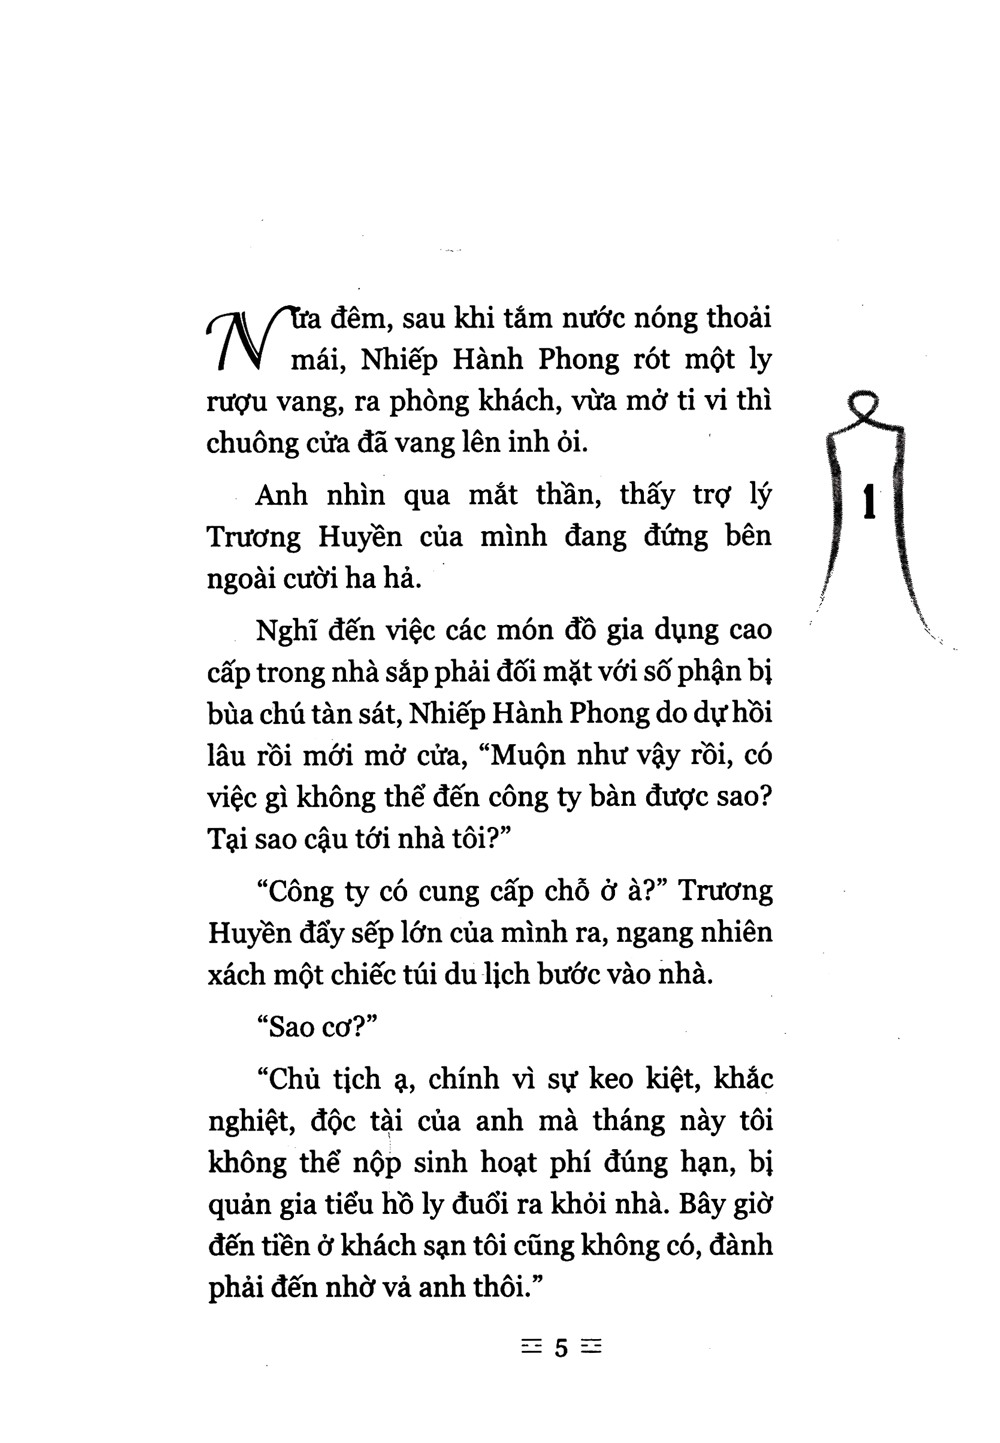 Nửa đêm, sau khi tắm nước nóng thoải
mái, Nhiếp Hành Phong rót một ly
rượu vang, ra phòng khách, vừa mở ti vi thì
chuông cửa đã vang lên inh ỏi.
Anh nhìn qua mắt thần, thấy trợ lý
Trương Huyền của mình đang đứng bên
ngoài cười ha hả.
Nghĩ đến việc các món đồ gia dụng cao
cấp trong nhà sắp phải đối mặt với số phận bị
bùa chú tàn sát, Nhiếp Hành Phong do dự hồi
lâu rồi mới mở cửa, “Muộn như vậy rồi, có
việc gì không thể đến công ty bàn được sao?
Tại sao cậu tới nhà tôi?”
“Công ty có cung cấp chỗ ở à?” Trương
Huyền đẩy sếp lớn của mình ra, ngang nhiên
xách một chiếc túi du lịch bước vào nhà.
“Sao cơ?”
“Chủ tịch ạ, chính vì sự keo kiệt, khắc
nghiệt, độc tài của anh mà tháng này tôi
không thể nộp sinh hoạt phí đúng hạn, bị
quản gia tiểu hồ ly đuổi ra khỏi nhà. Bây giờ
đến tiền ở khách sạn tôi cũng không có, đành
phải đến nhờ vả anh thôi.”
1
5